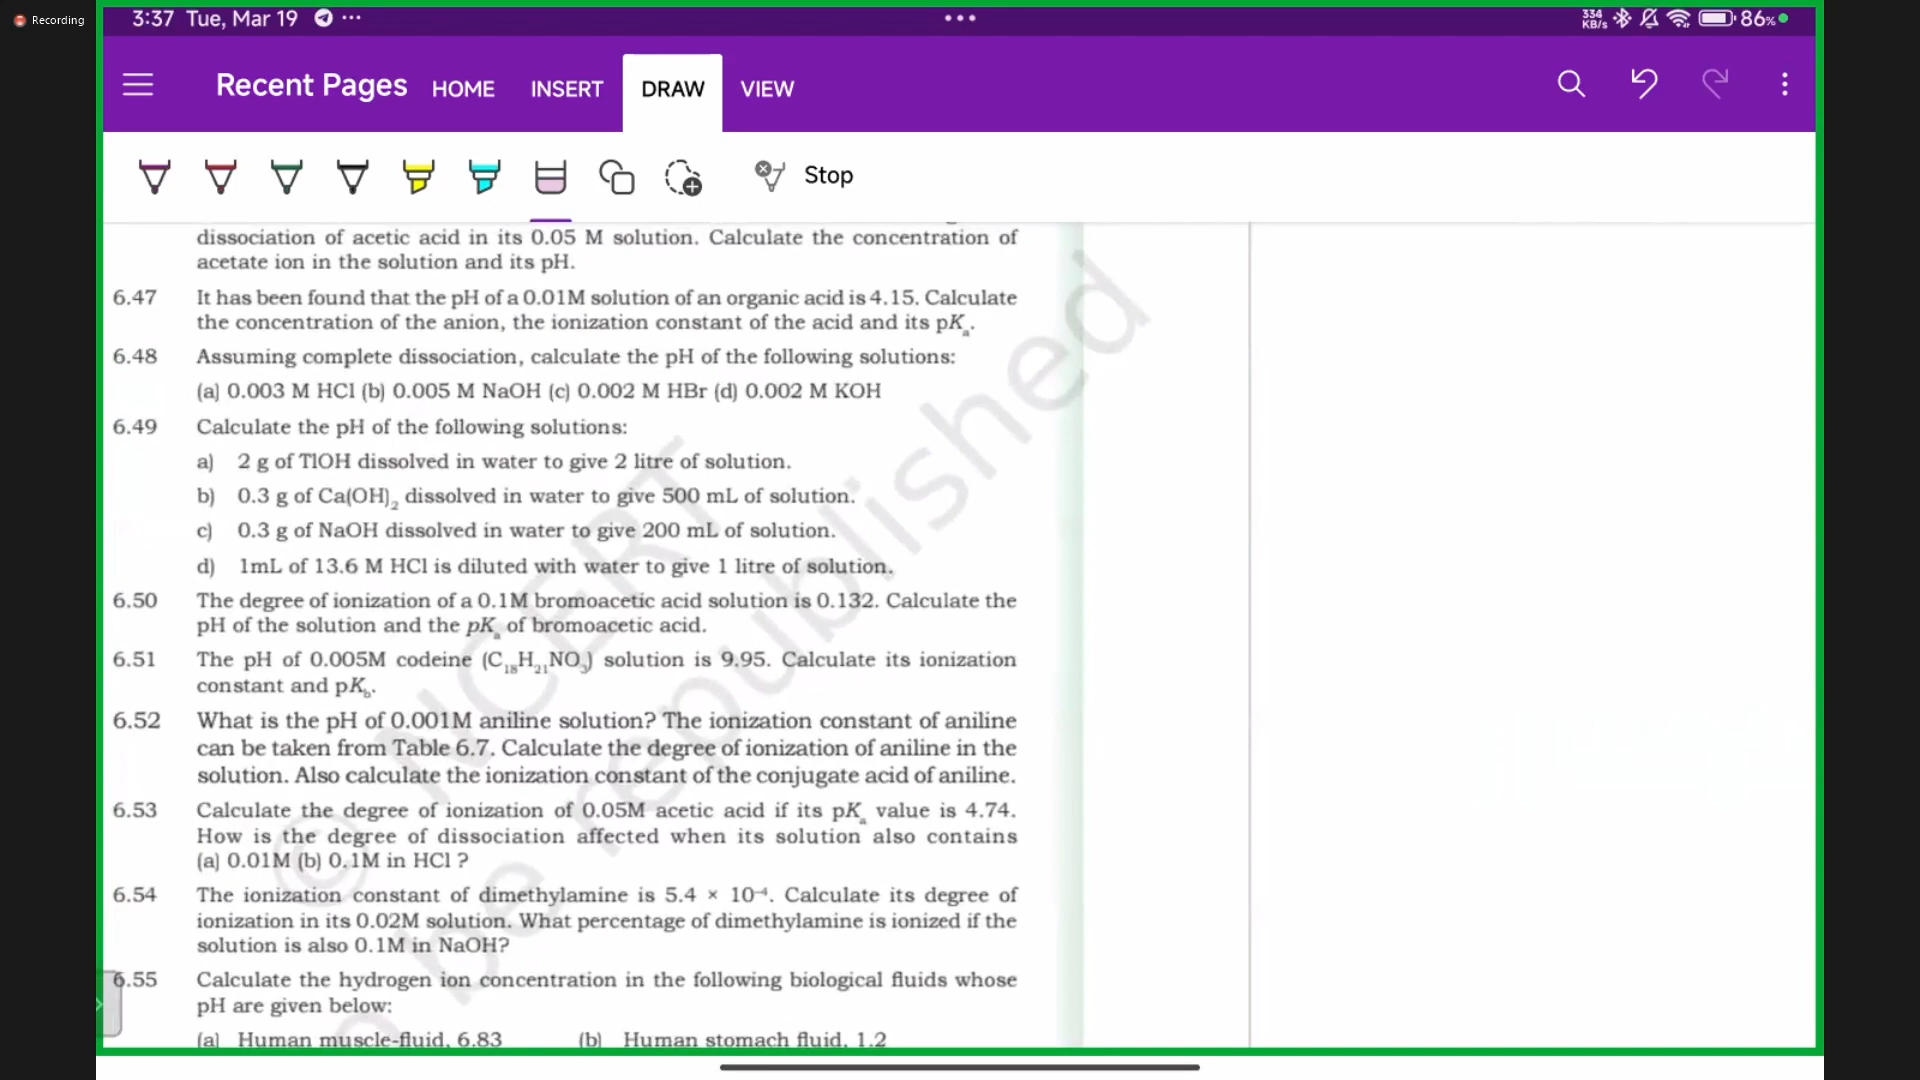 Recording
3:37 Tue, Mar 19
334 KB/s 86%
Recent Pages HOME INSERT DRAW VIEW
Stop
dissociation of acetic acid in its 0.05 M solution. Calculate the concentration of
acetate ion in the solution and its pH.
6.47 It has been found that the pH of a 0.01M solution of an organic acid is 4.15. Calculate
the concentration of the anion, the ionization constant of the acid and its pKₐ.
6.48 Assuming complete dissociation, calculate the pH of the following solutions:
(a) 0.003 M HCl (b) 0.005 M NaOH (c) 0.002 M HBr (d) 0.002 M KOH
6.49 Calculate the pH of the following solutions:
a) 2 g of TlOH dissolved in water to give 2 litre of solution.
b) 0.3 g of Ca(OH)₂ dissolved in water to give 500 mL of solution.
c) 0.3 g of NaOH dissolved in water to give 200 mL of solution.
d) 1mL of 13.6 M HCl is diluted with water to give 1 litre of solution.
6.50 The degree of ionization of a 0.1M bromoacetic acid solution is 0.132. Calculate the
pH of the solution and the pKₐ of bromoacetic acid.
6.51 The pH of 0.005M codeine (C₁₈H₂₁NO₃) solution is 9.95. Calculate its ionization
constant and pK_b.
6.52 What is the pH of 0.001M aniline solution? The ionization constant of aniline
can be taken from Table 6.7. Calculate the degree of ionization of aniline in the
solution. Also calculate the ionization constant of the conjugate acid of aniline.
6.53 Calculate the degree of ionization of 0.05M acetic acid if its pKₐ value is 4.74.
How is the degree of dissociation affected when its solution also contains
(a) 0.01M (b) 0.1M in HCl ?
6.54 The ionization constant of dimethylamine is 5.4 × 10⁻⁴. Calculate its degree of
ionization in its 0.02M solution. What percentage of dimethylamine is ionized if the
solution is also 0.1M in NaOH?
6.55 Calculate the hydrogen ion concentration in the following biological fluids whose
pH are given below:
(a) Human muscle-fluid, 6.83 (b) Human stomach fluid, 1.2
© NCERT
be republished